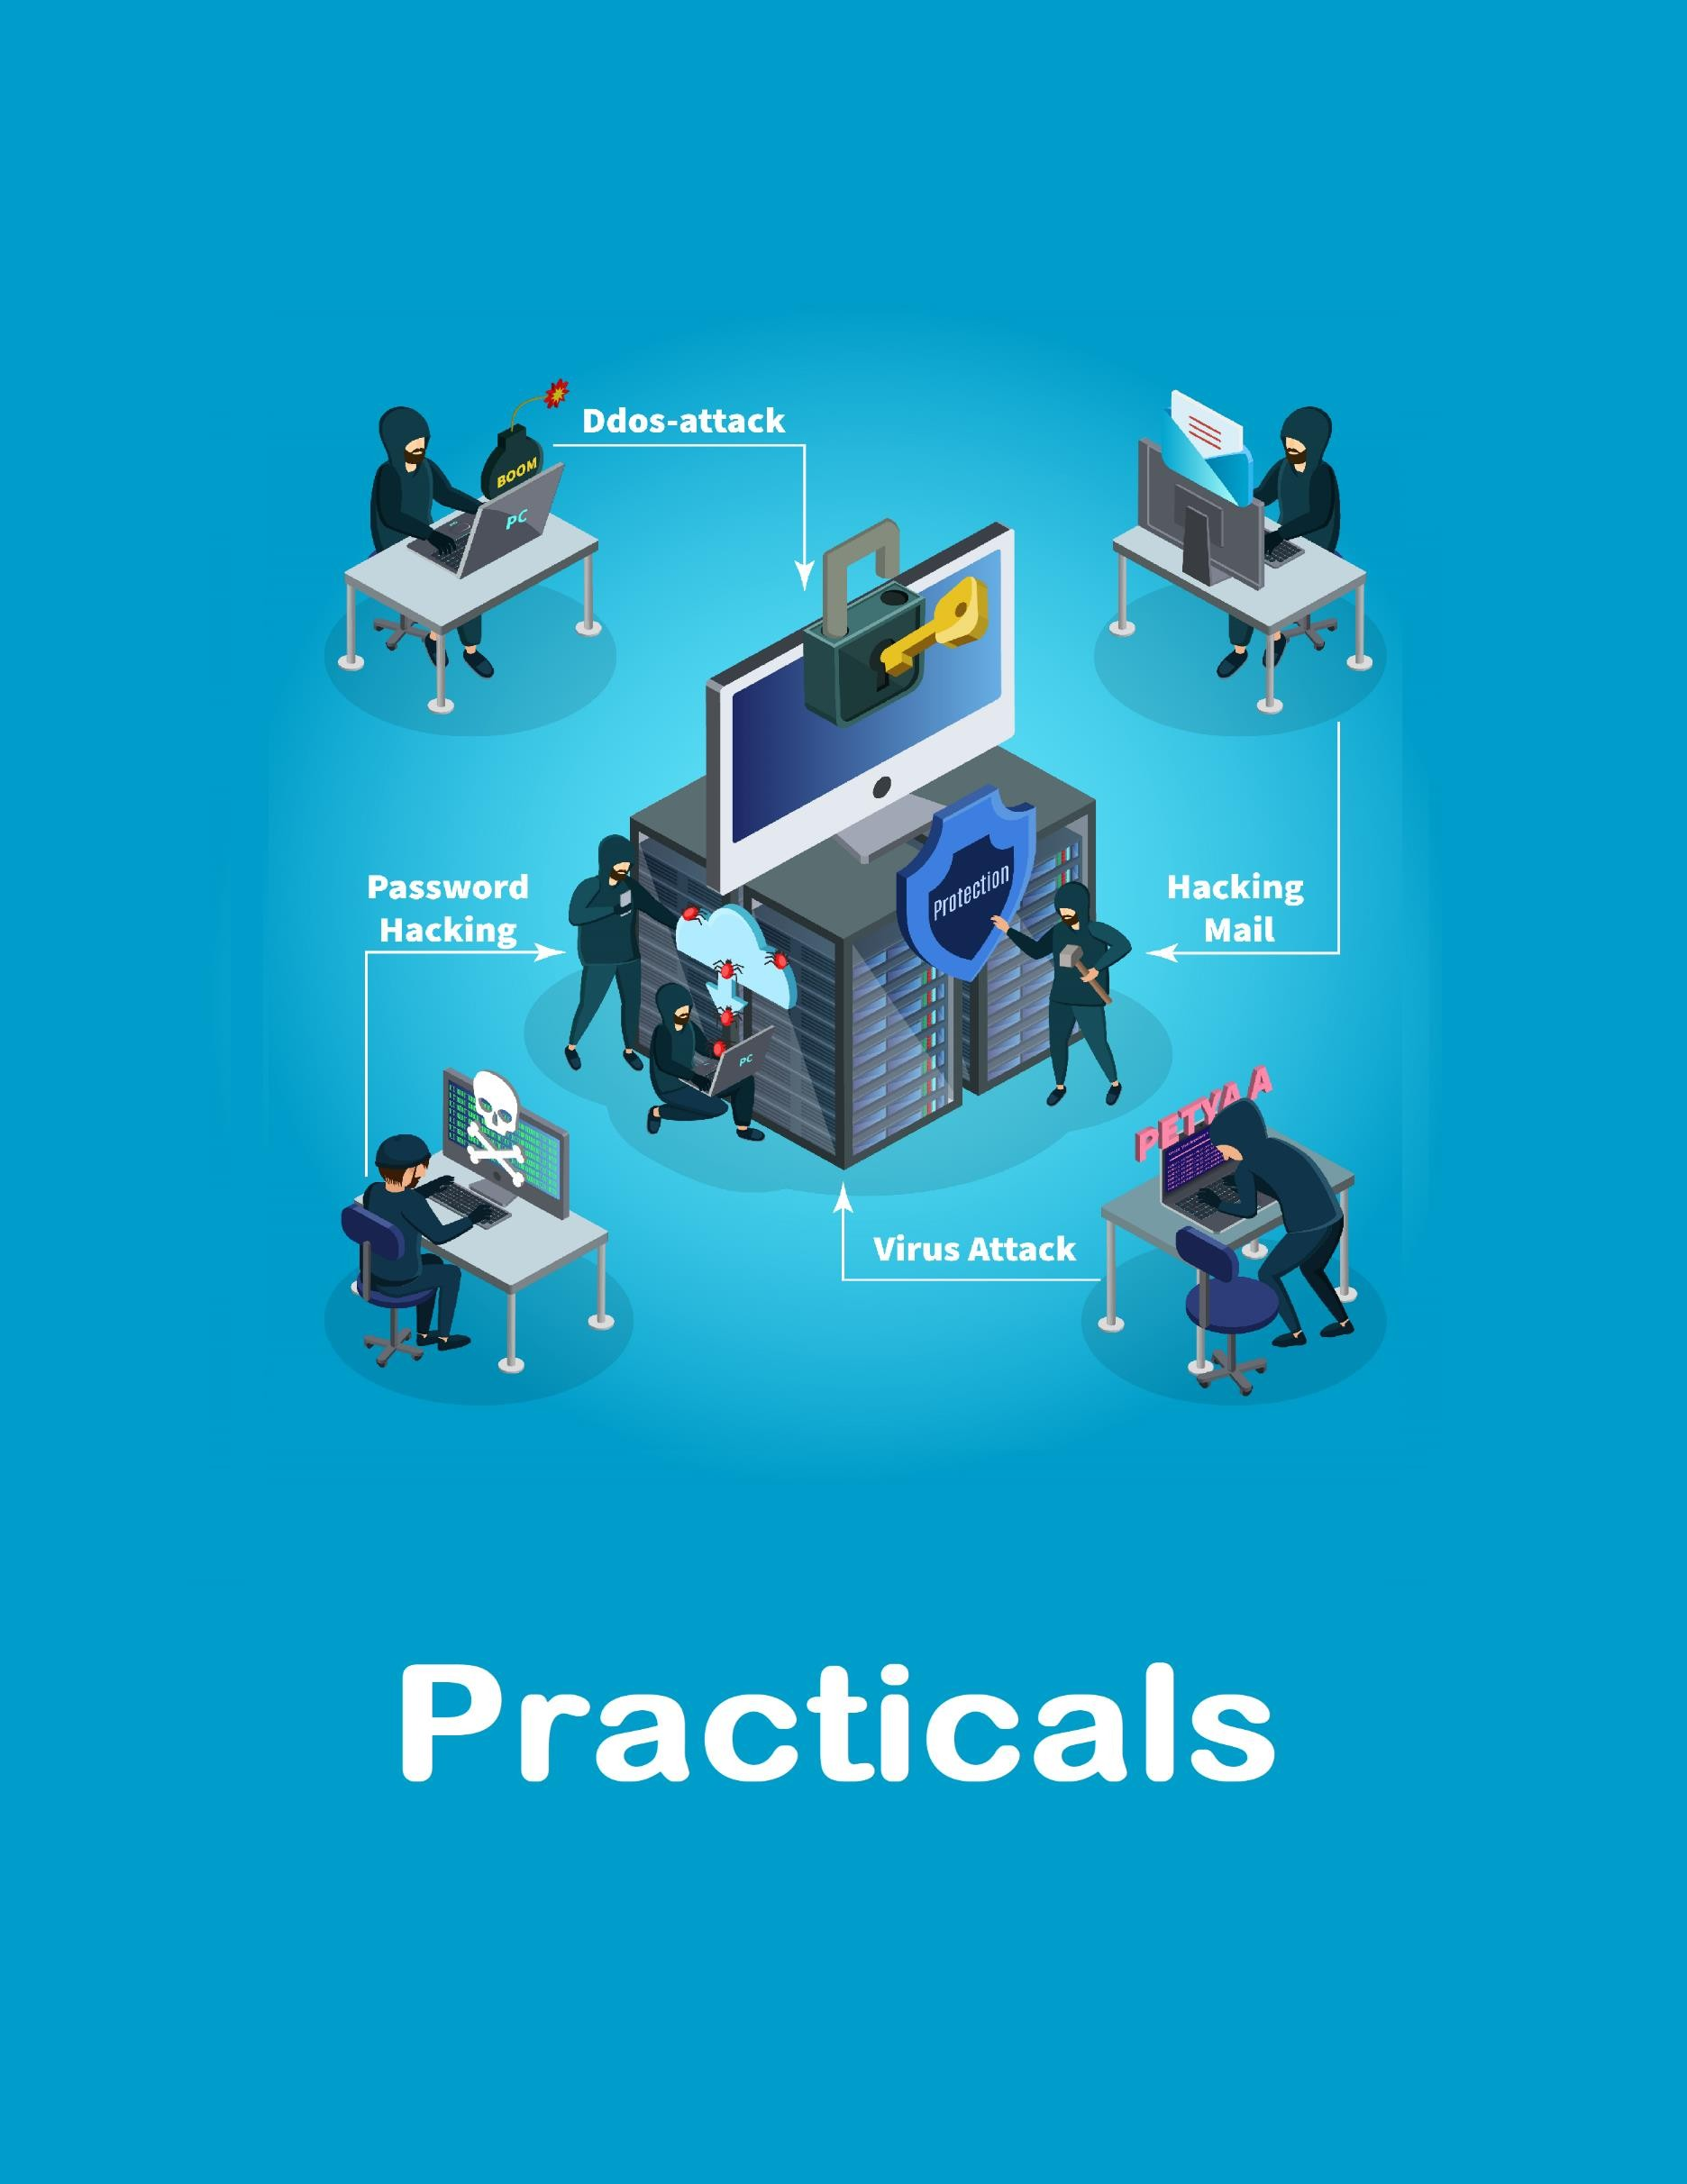 Ddos-attack
BOOM
PC
Protection
Password
Hacking
Hacking
Mail
PC
PETYA A
Virus Attack
Practicals